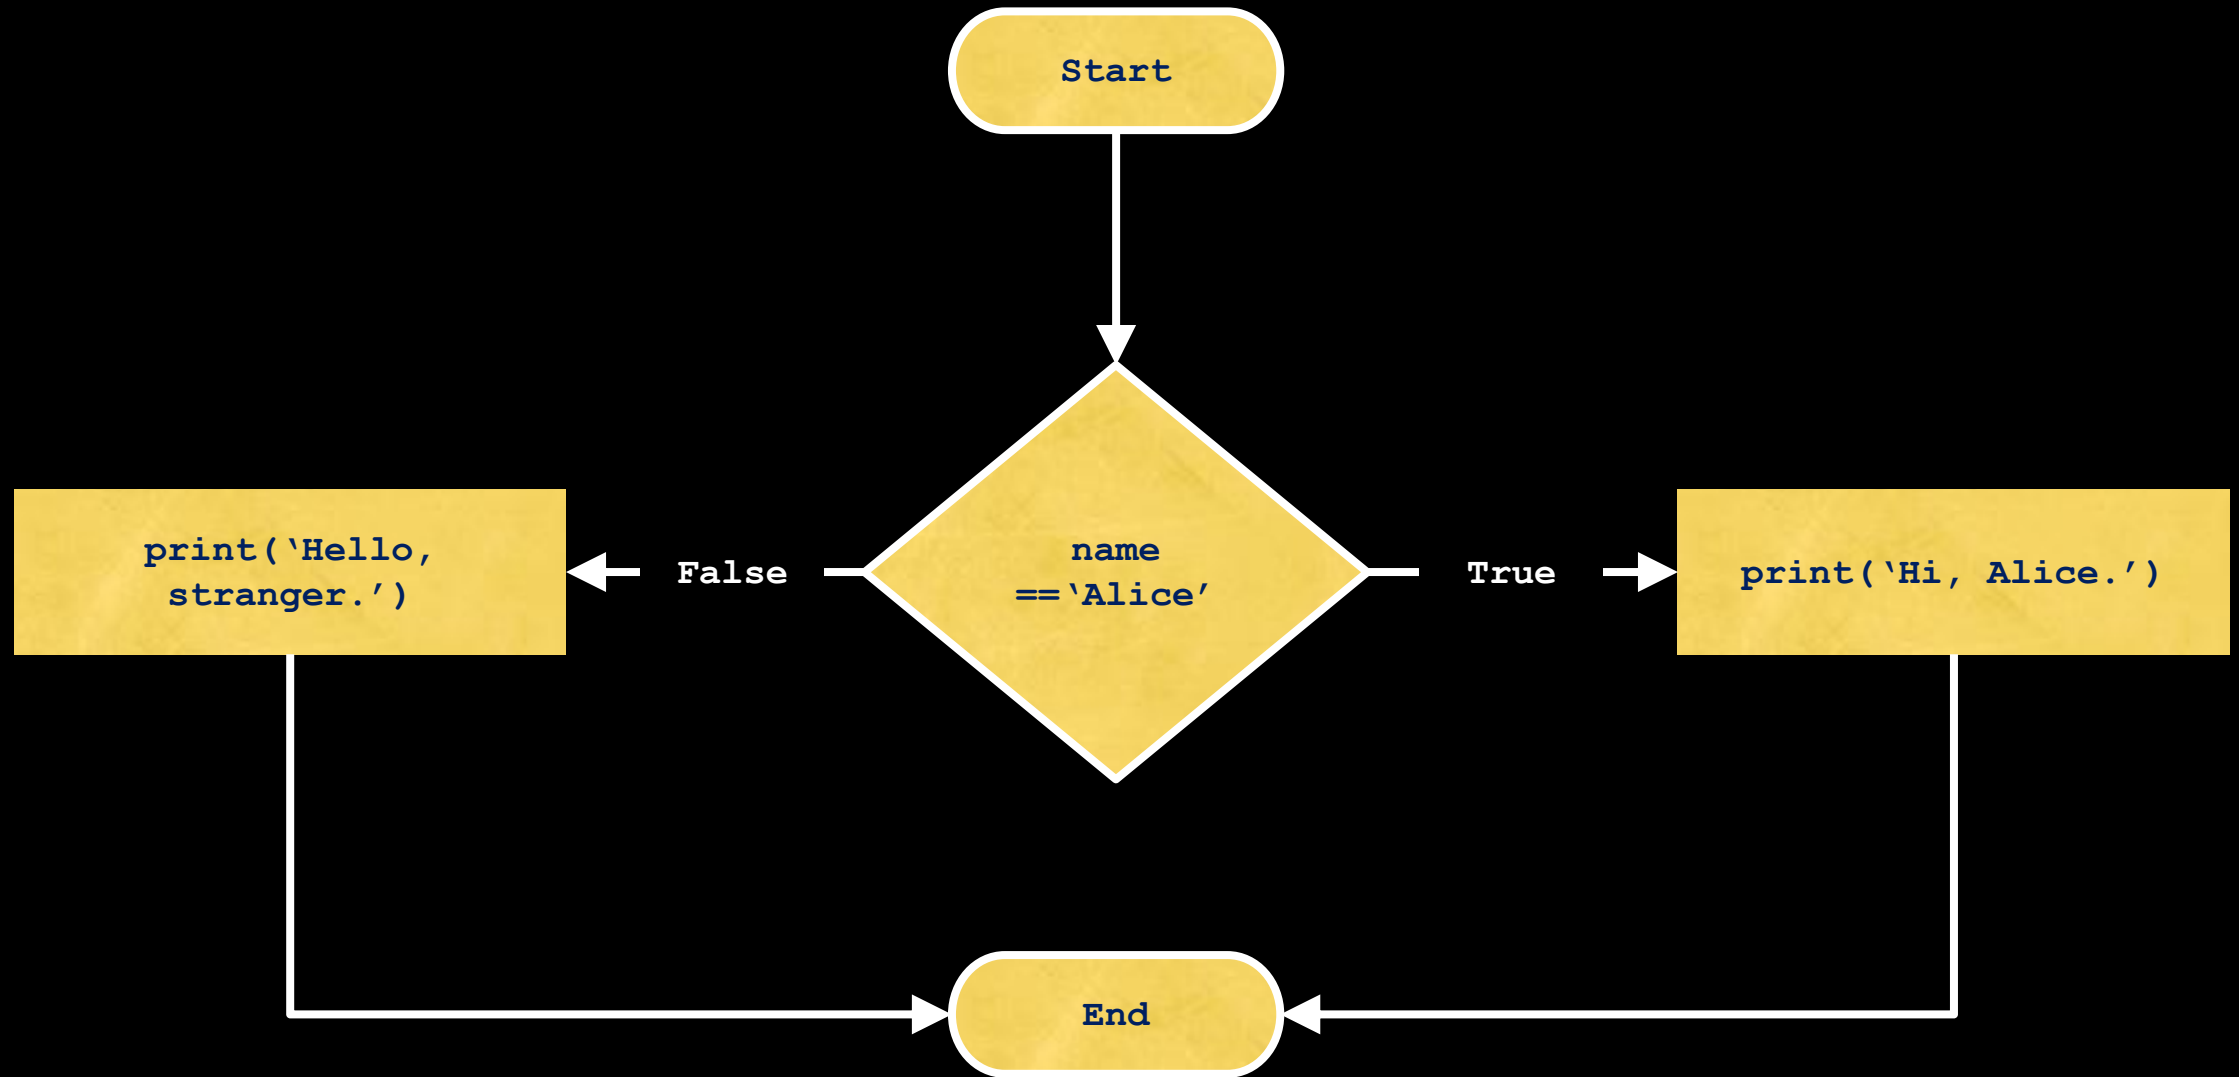 Start
print(‘Hello,
stranger.’)
False
name
==‘Alice’
True
print(‘Hi, Alice.’)
End